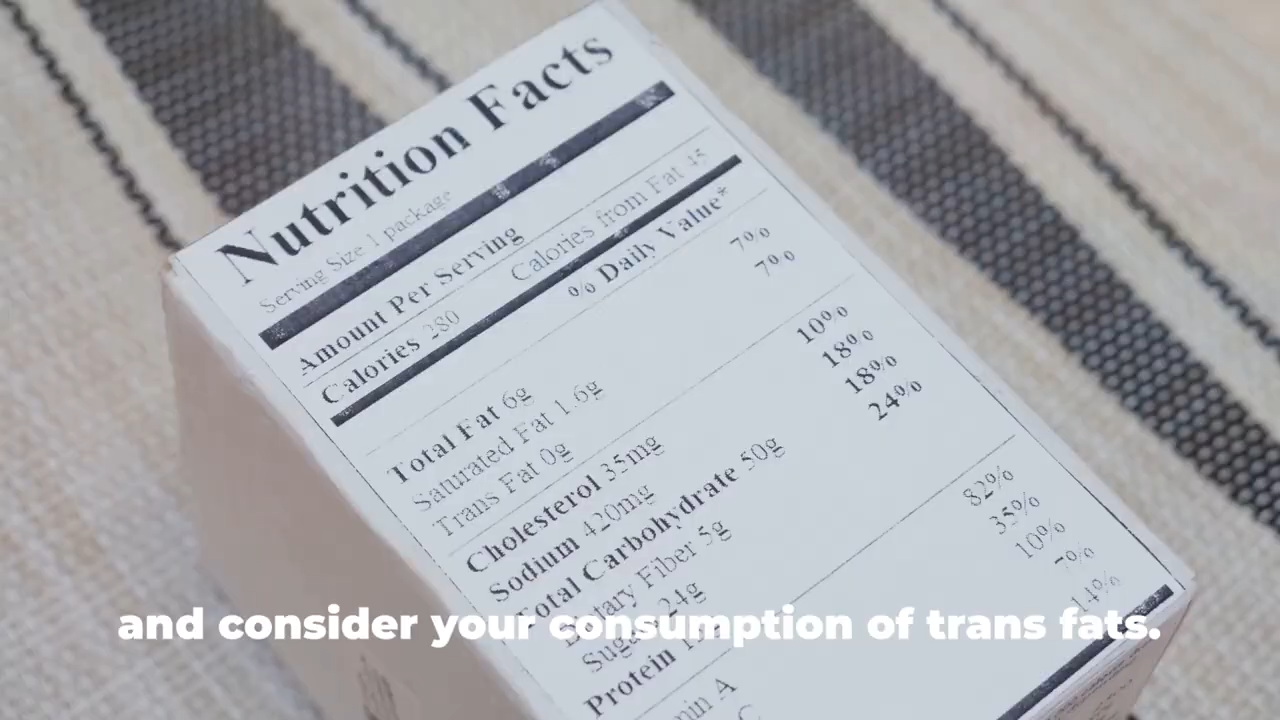 Nutrition Facts
Serving Size 1 package
Amount Per Serving
Calories 280 Calories from Fat 45
% Daily Value*
Total Fat 6g 7%
Saturated Fat 1.6g 7%
Trans Fat 0g
Cholesterol 35mg 10%
Sodium 420mg 18%
Total Carbohydrate 50g 18%
Dietary Fiber 5g 24%
24g
Protein
82%
35%
10%
7%
14%
and consider your consumption of trans fats.